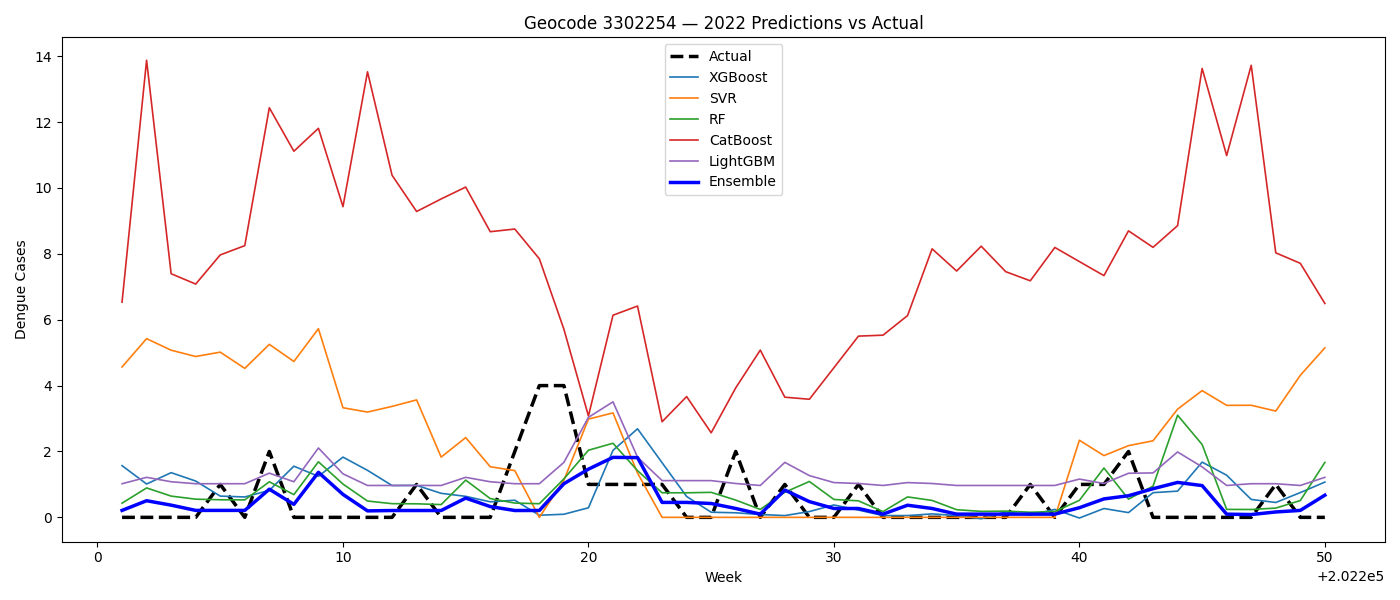 Geocode 3302254 — 2022 Predictions vs Actual
Actual
XGBoost
SVR
RF
CatBoost
LightGBM
Ensemble
Dengue Cases
14
12
10
8
6
4
2
0
0 10 20 30 40 50
Week
+2.022e5